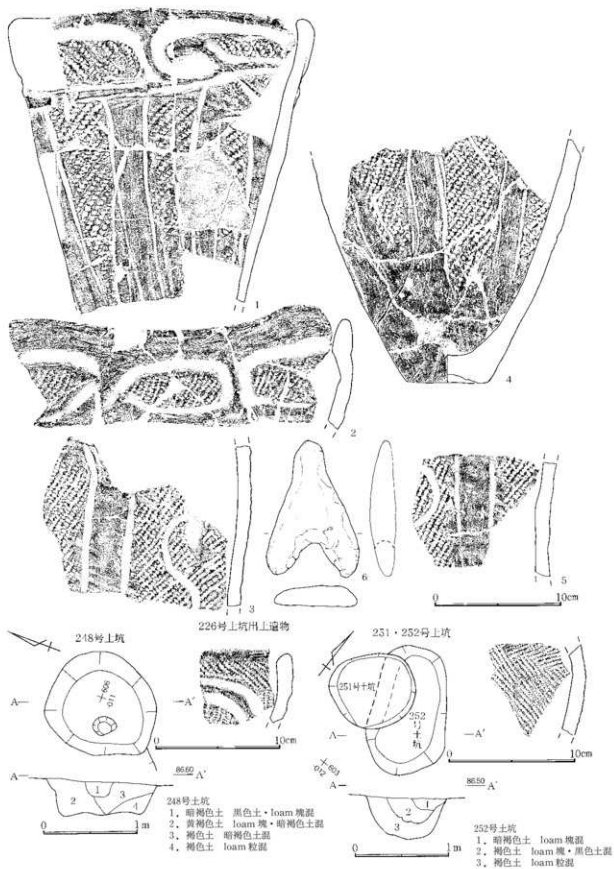 1
2
3
4
5
6
0 10cm
226号土坑出土遺物
248号土坑
A A′
608
-011
0 10cm
A 86.60 A′
1
2
3
4
0 1m
248号土坑
1, 暗褐色土 黒色土・loam塊混
2, 黄褐色土 loam塊・暗褐色土混
3, 褐色土 暗褐色土混
4, 褐色土 loam粒混
251・252号土坑
251号土坑
252号土坑
A A′
603
-012
0 10cm
A 86.50 A′
1
2
3
0 1m
252号土坑
1, 暗褐色土 loam塊混
2, 褐色土 loam塊・黒色土混
3, 褐色土 loam粒混